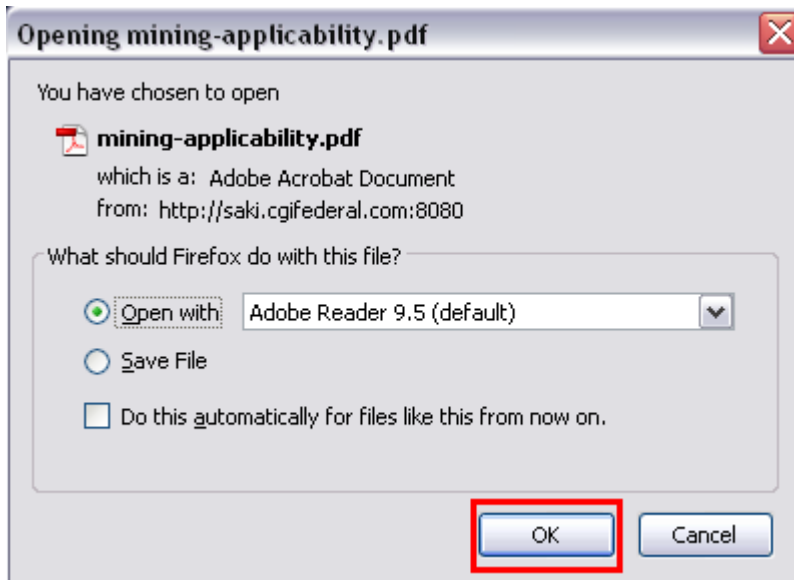 Opening mining-applicability.pdf
You have chosen to open
mining-applicability.pdf
which is a: Adobe Acrobat Document
from: http://saki.cgifederal.com:8080
What should Firefox do with this file?
Open with Adobe Reader 9.5 (default)
Save File
Do this automatically for files like this from now on.
OK Cancel